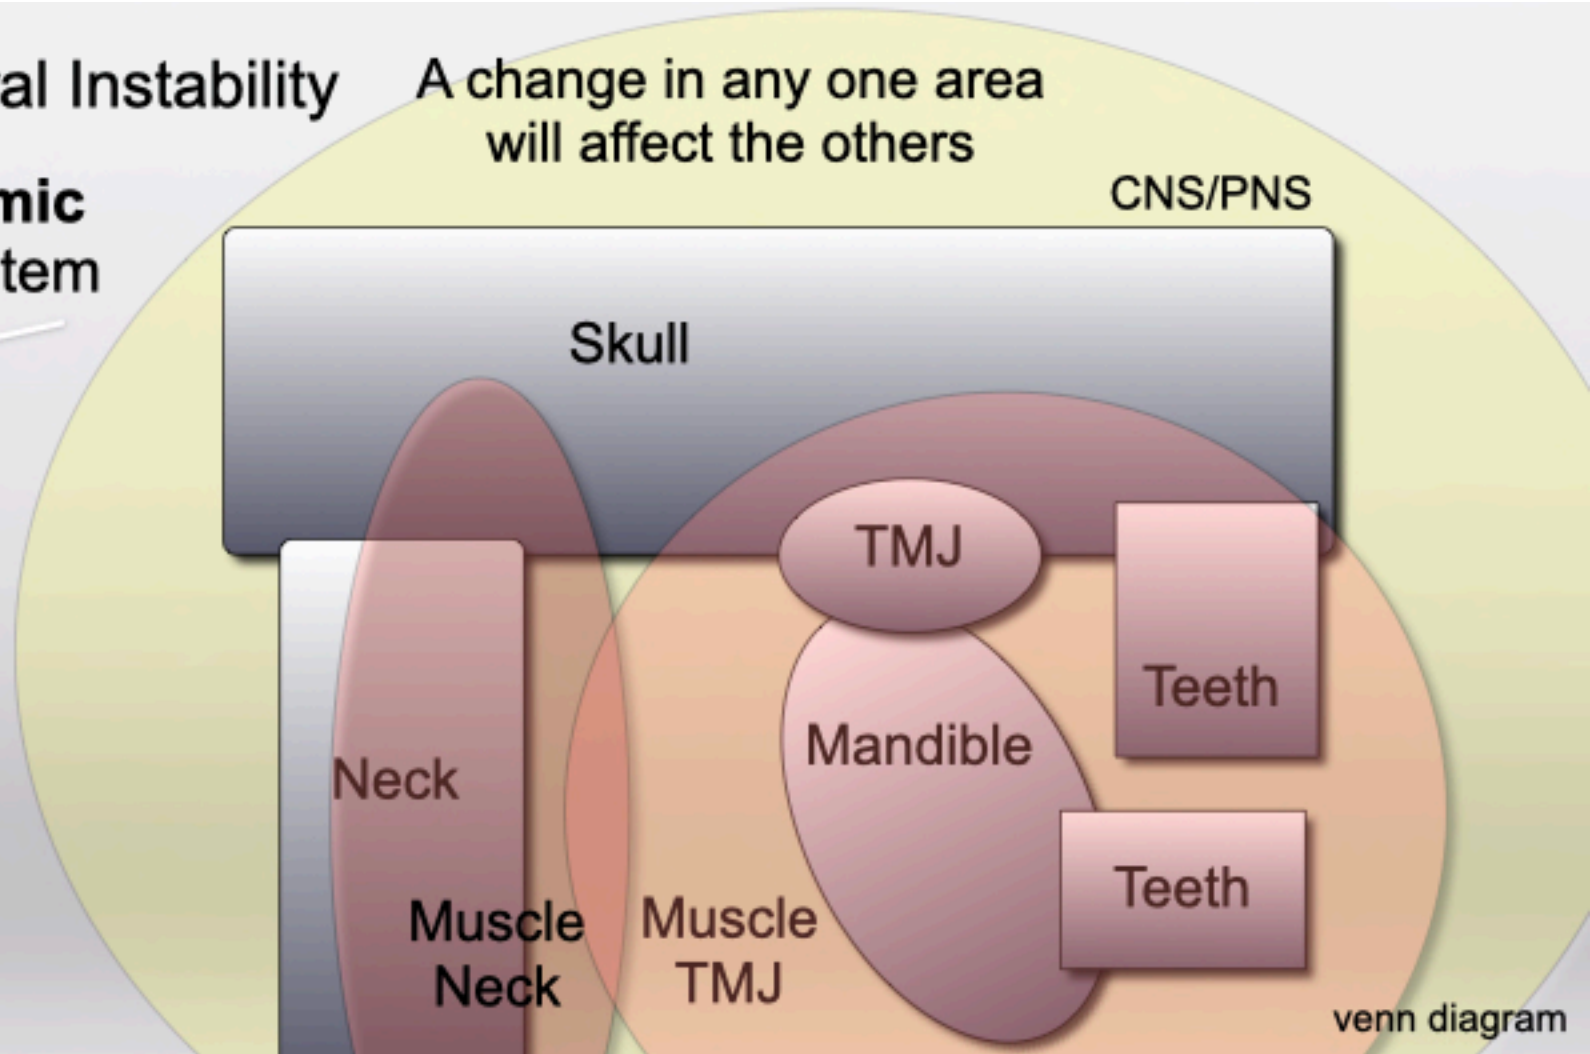 al Instability
A change in any one area
will affect the others
mic
tem
CNS/PNS
Skull
TMJ
Teeth
Mandible
Neck
Teeth
Muscle
Neck
Muscle
TMJ
venn diagram